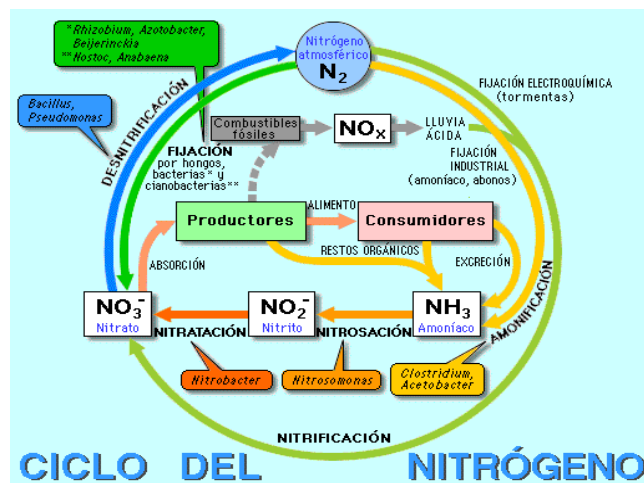 *Rhizobium, Azotobacter,
Beijerinckia
**Nostoc, Anabaena
Nitrógeno
atmosférico
N2
FIJACIÓN ELECTROQUÍMICA
(tormentas)
Bacillus,
Pseudomonas
DESNITRIFICACIÓN
Combustibles
fósiles
NOx
LLUVIA
ÁCIDA
FIJACIÓN
por hongos,
bacterias* y
cianobacterias**
FIJACIÓN
INDUSTRIAL
(amoníaco, abonos)
Productores
ALIMENTO
Consumidores
RESTOS ORGÁNICOS
ABSORCIÓN
EXCRECIÓN
NO3-
Nitrato
NITRATACIÓN
NO2-
Nitrito
NITROSACIÓN
NH3
Amoníaco
AMONIFICACIÓN
Nitrobacter
Nitrosomonas
Clostridium,
Acetobacter
NITRIFICACIÓN
CICLO DEL NITRÓGENO